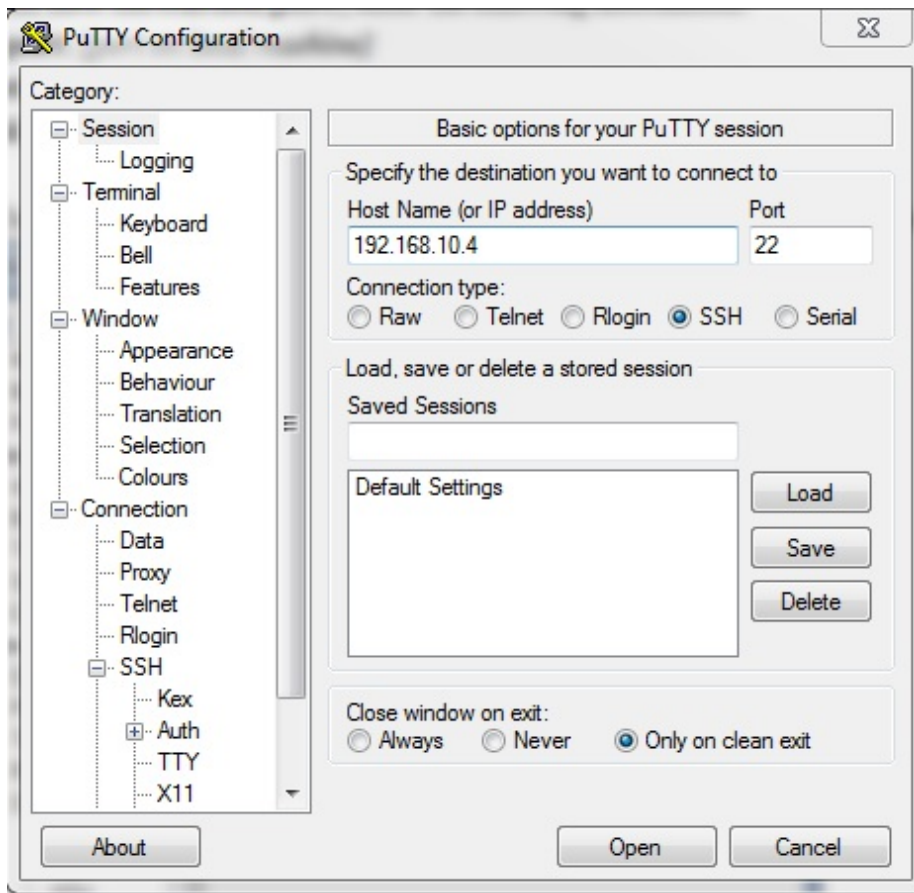 PuTTY Configuration
Category:
Session
Logging
Terminal
Keyboard
Bell
Features
Window
Appearance
Behaviour
Translation
Selection
Colours
Connection
Data
Proxy
Telnet
Rlogin
SSH
Kex
Auth
TTY
X11
Basic options for your PuTTY session
Specify the destination you want to connect to
Host Name (or IP address) Port
192.168.10.4 22
Connection type:
Raw Telnet Rlogin SSH Serial
Load, save or delete a stored session
Saved Sessions
Default Settings
Load
Save
Delete
Close window on exit:
Always Never Only on clean exit
About Open Cancel